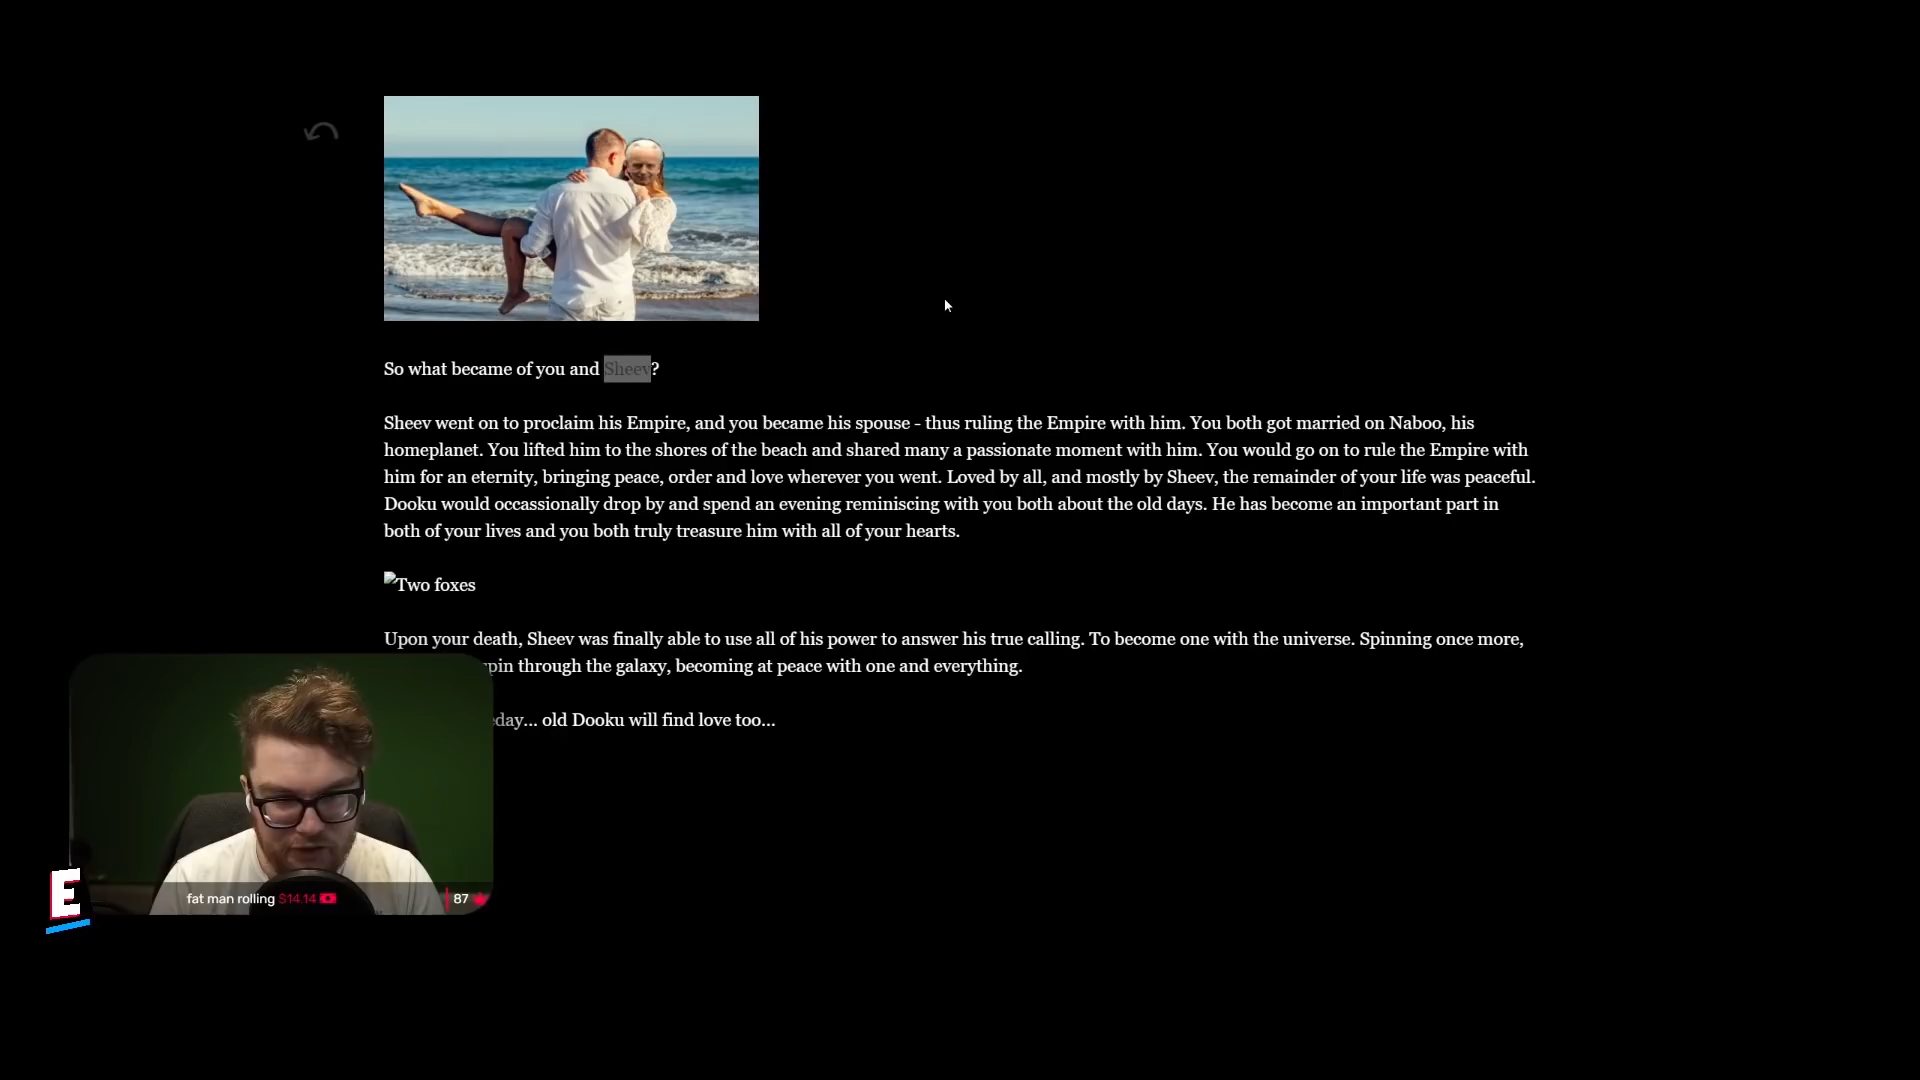 So what became of you and Sheev?
Sheev went on to proclaim his Empire, and you became his spouse - thus ruling the Empire with him. You both got married on Naboo, his
homeplanet. You lifted him to the shores of the beach and shared many a passionate moment with him. You would go on to rule the Empire with
him for an eternity, bringing peace, order and love wherever you went. Loved by all, and mostly by Sheev, the remainder of your life was peaceful.
Dooku would occassionally drop by and spend an evening reminiscing with you both about the old days. He has become an important part in
both of your lives and you both truly treasure him with all of your hearts.
Two foxes
Upon your death, Sheev was finally able to use all of his power to answer his true calling. To become one with the universe. Spinning once more,
through the galaxy, becoming at peace with one and everything.
old Dooku will find love too...
E
fat man rolling $14.14 87